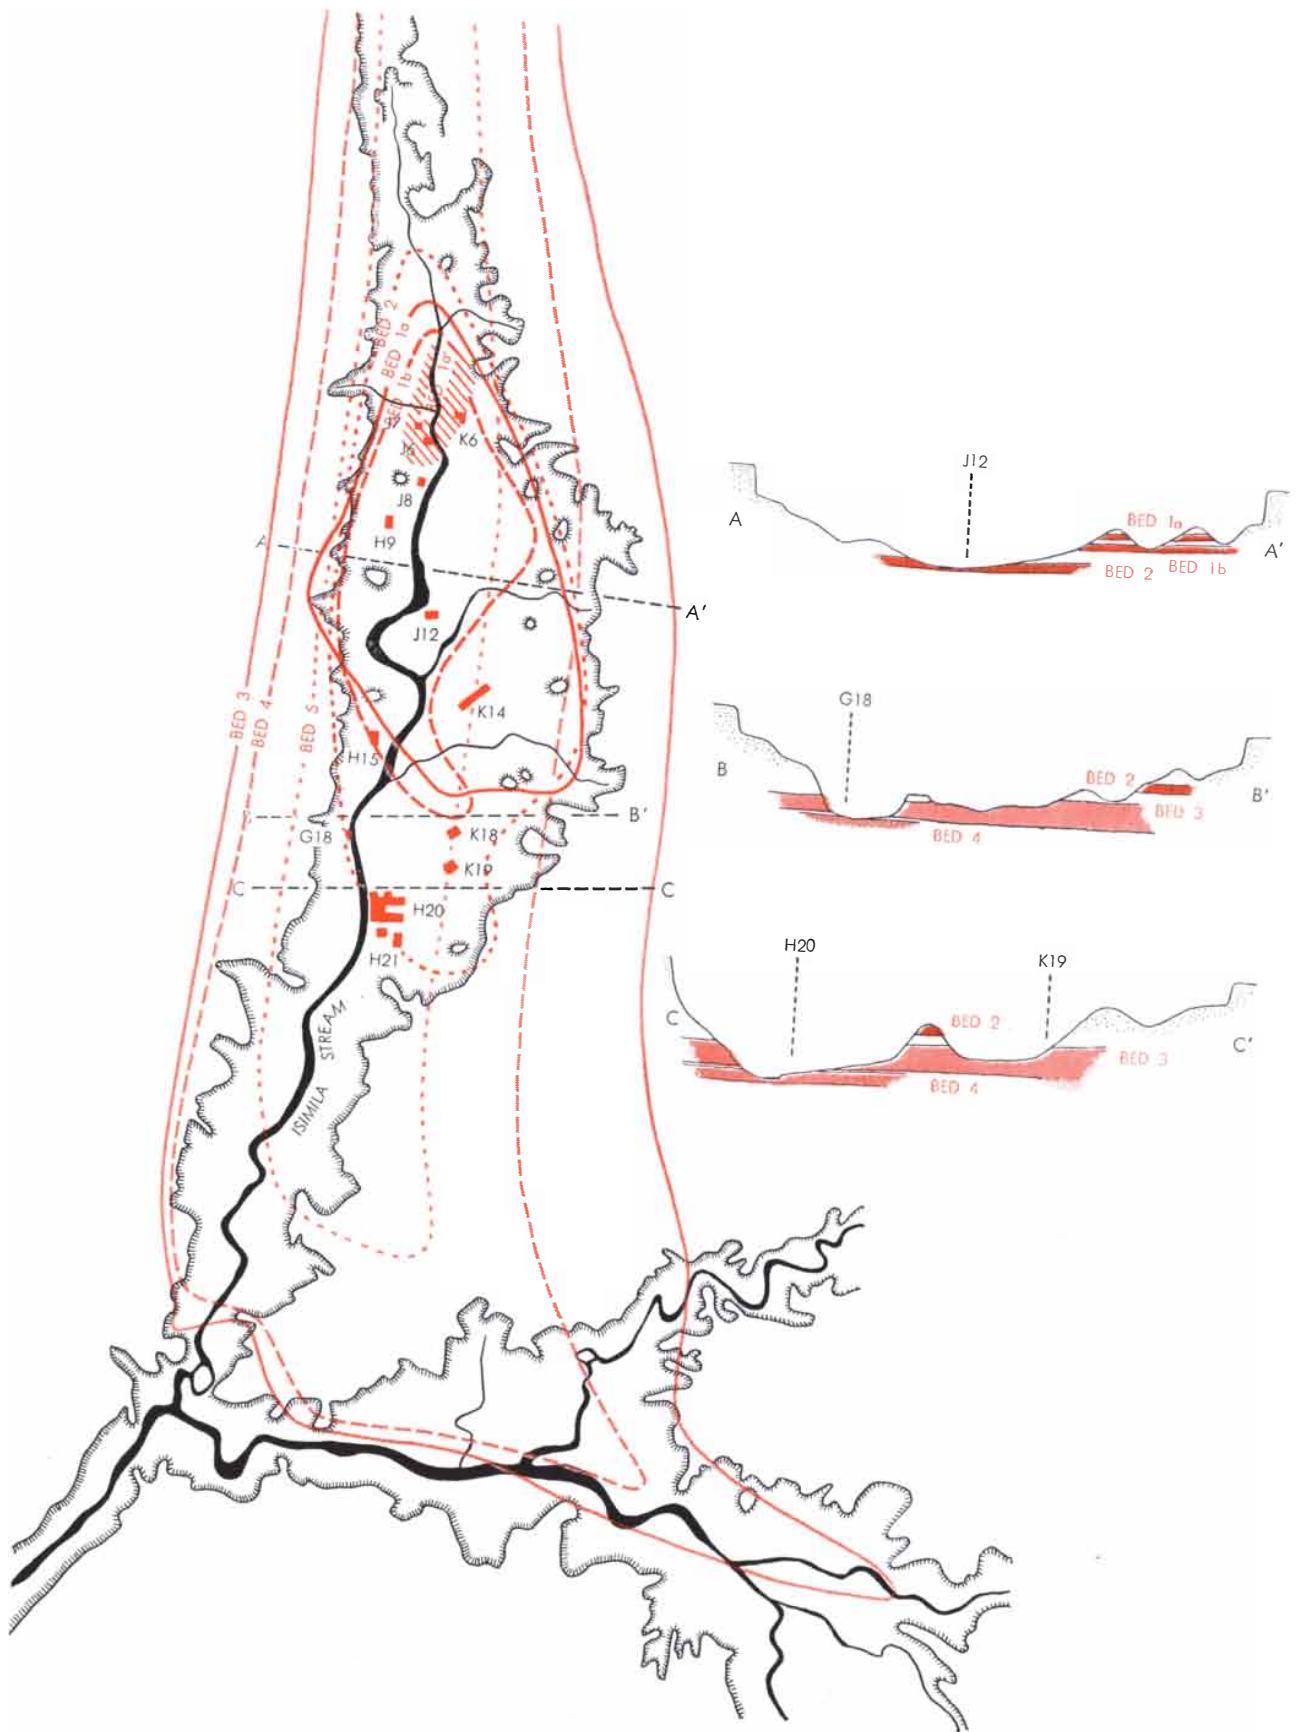 BED 2
BED 1a
BED 1b
BED 1a
J7
J6
K6
J8
H9
A
A'
J12
K14
H15
BED 3
BED 4
BED 5
B'
G18
K18
K19
C
C
H20
H21
ISIMILA STREAM
J12
A
BED 1a
A'
BED 2
BED 1b
G18
B
BED 2
B'
BED 3
BED 4
H20
K19
C
BED 2
C'
BED 3
BED 4